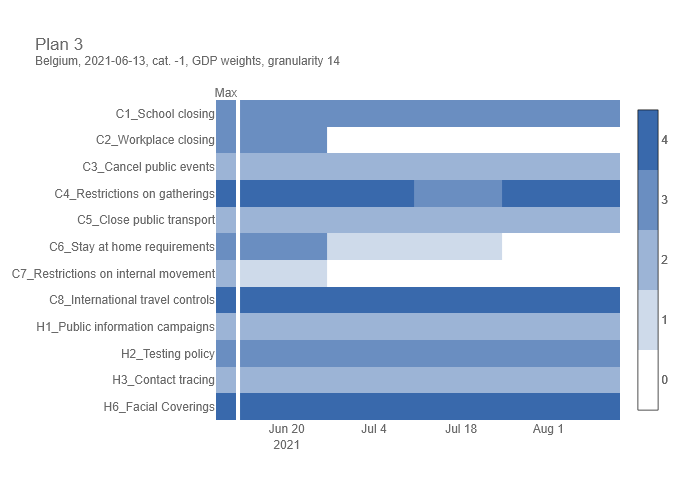 Plan 3
Belgium, 2021-06-13, cat. -1, GDP weights, granularity 14
Max
C1_School closing
C2_Workplace closing
C3_Cancel public events
C4_Restrictions on gatherings
C5_Close public transport
C6_Stay at home requirements
C7_Restrictions on internal movement
C8_International travel controls
H1_Public information campaigns
H2_Testing policy
H3_Contact tracing
H6_Facial Coverings
Jun 20 Jul 4 Jul 18 Aug 1
2021
4
3
2
1
0